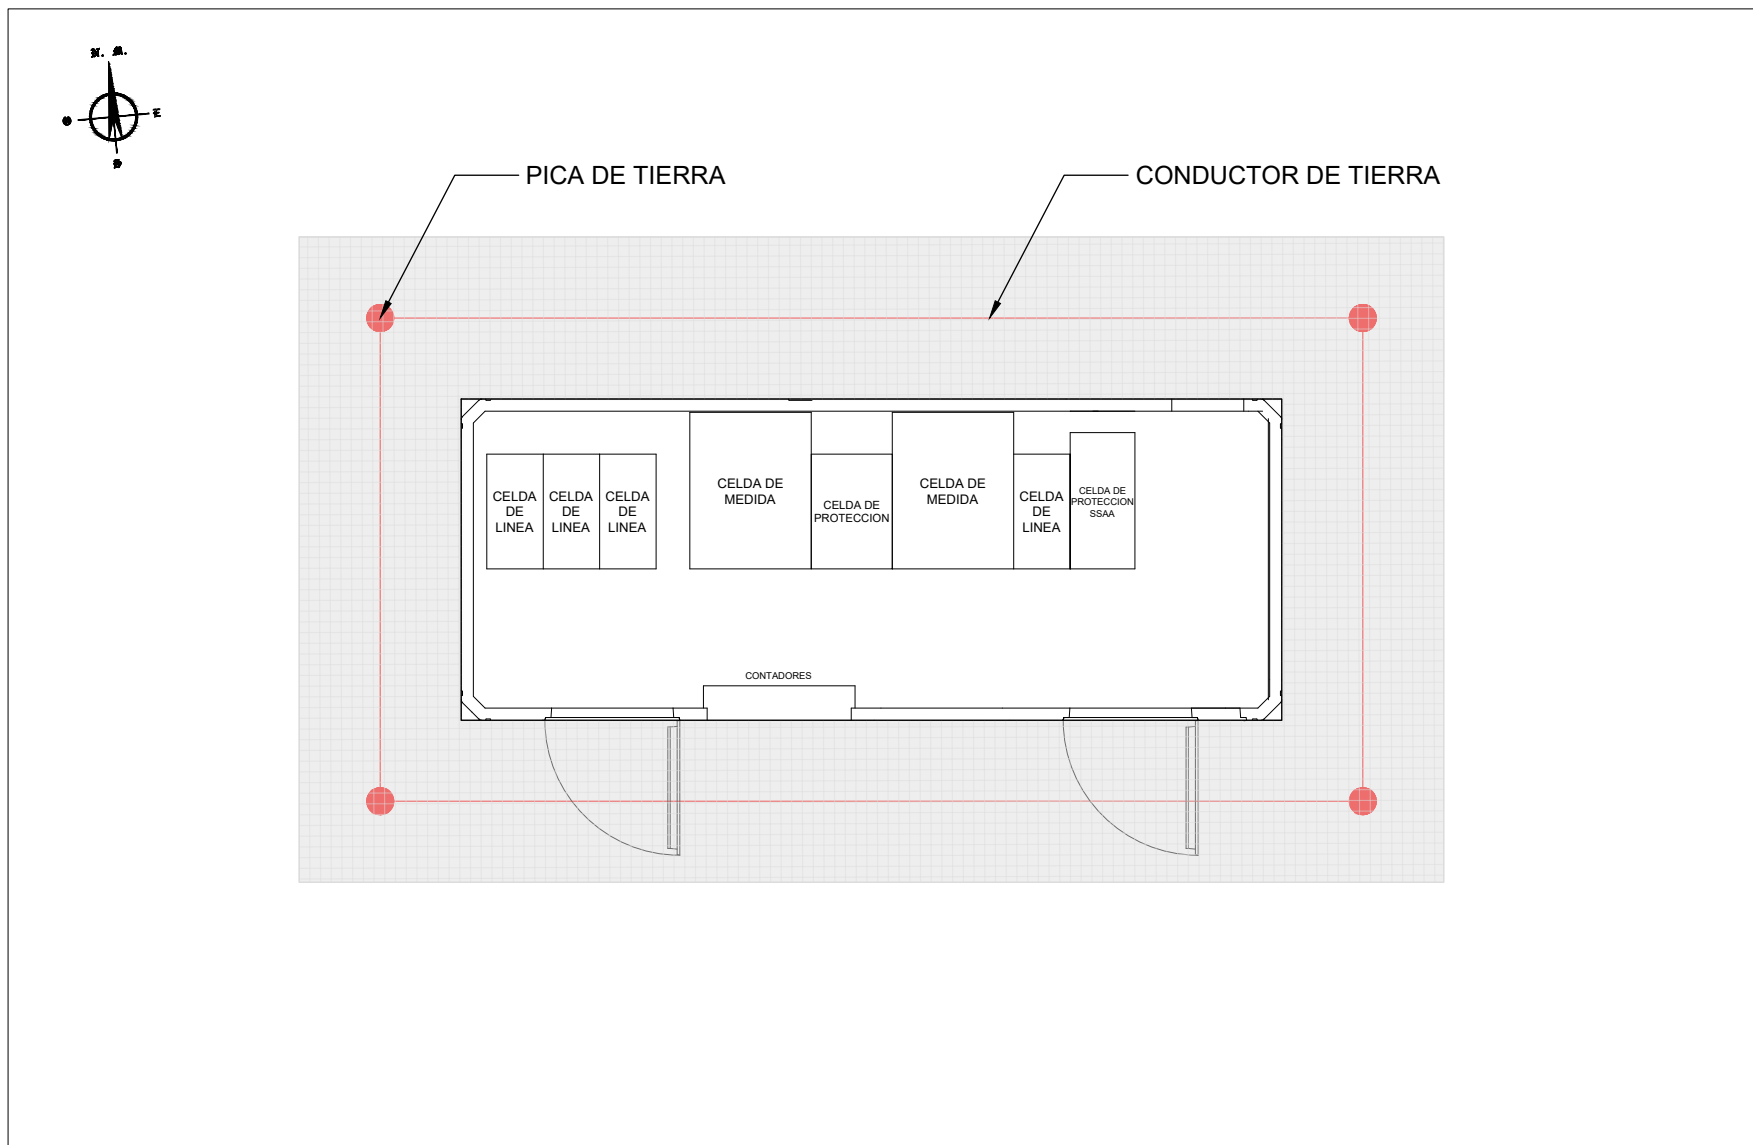 N. M.
O
E
S
PICA DE TIERRA
CONDUCTOR DE TIERRA
CELDA
DE
LINEA
CELDA
DE
LINEA
CELDA
DE
LINEA
CELDA DE
MEDIDA
CELDA DE
PROTECCION
CELDA DE
MEDIDA
CELDA
DE
LINEA
CELDA DE
PROTECCION
SSAA
CONTADORES